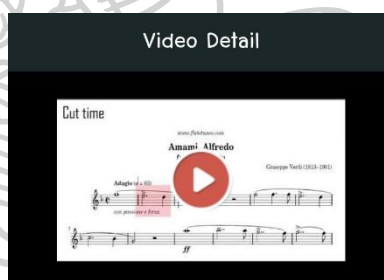 Video Detail
Cut time
www.flutetunes.com
Amami, Alfredo
Giuseppe Verdi (1813–1901)
Adagio
con passione e forza
ff